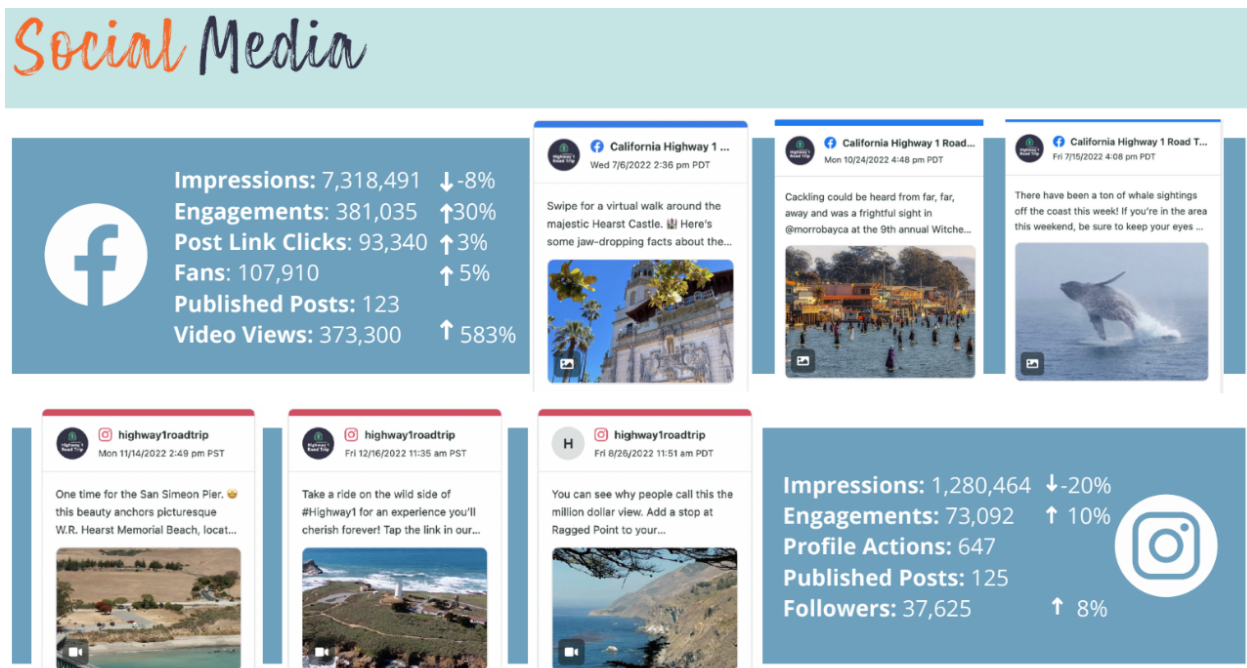 Social Media
Impressions: 7,318,491 ↓-8%
Engagements: 381,035 ↑30%
Post Link Clicks: 93,340 ↑3%
Fans: 107,910 ↑5%
Published Posts: 123
Video Views: 373,300 ↑583%
California Highway 1 ...
Wed 7/6/2022 2:36 pm PDT
Swipe for a virtual walk around the
majestic Hearst Castle. 🏰 Here's
some jaw-dropping facts about the...
California Highway 1 Road...
Mon 10/24/2022 4:48 pm PDT
Cackling could be heard from far, far,
away and was a frightful sight in
@morrobayca at the 9th annual Witche...
California Highway 1 Road T...
Fri 7/15/2022 4:08 pm PDT
There have been a ton of whale sightings
off the coast this week! If you're in the area
this weekend, be sure to keep your eyes ...
highway1roadtrip
Mon 11/14/2022 2:49 pm PST
One time for the San Simeon Pier. 🤩
this beauty anchors picturesque
W.R. Hearst Memorial Beach, locat...
highway1roadtrip
Fri 12/16/2022 11:35 am PST
Take a ride on the wild side of
#Highway1 for an experience you'll
cherish forever! Tap the link in our...
H
highway1roadtrip
Fri 8/26/2022 11:51 am PDT
You can see why people call this the
million dollar view. Add a stop at
Ragged Point to your...
Impressions: 1,280,464 ↓-20%
Engagements: 73,092 ↑ 10%
Profile Actions: 647
Published Posts: 125
Followers: 37,625 ↑ 8%